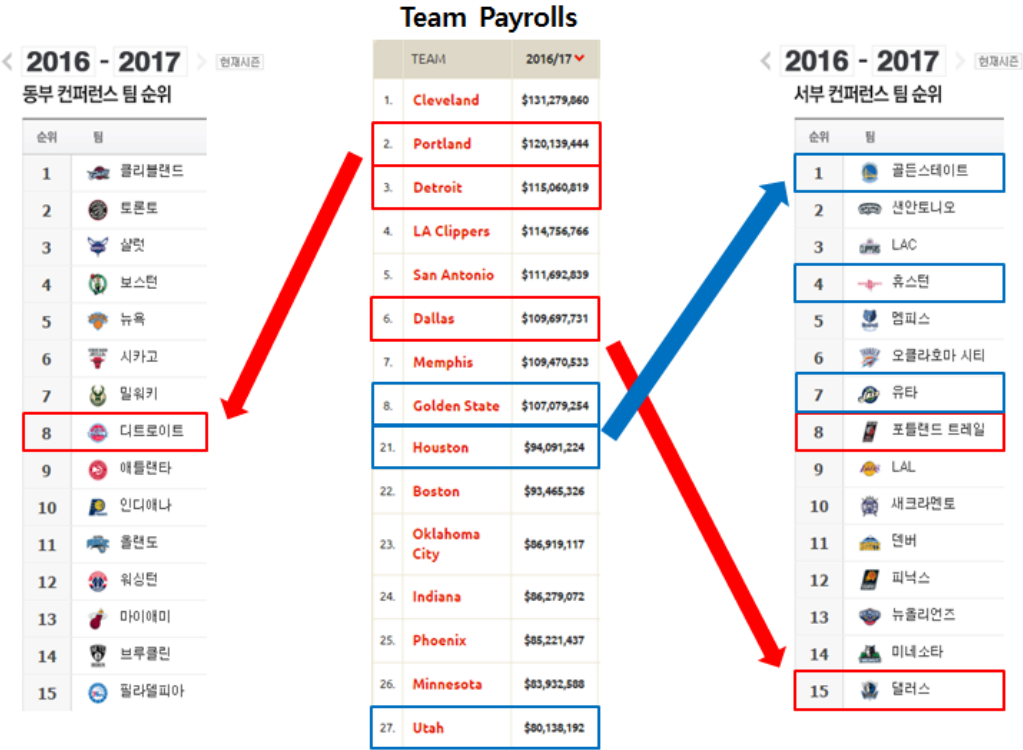 Team Payrolls
2016 - 2017 현재시즌
동부 컨퍼런스 팀 순위
순위 팀
1 클리블랜드
2 토론토
3 샬럿
4 보스턴
5 뉴욕
6 시카고
7 밀워키
8 디트로이트
9 애틀랜타
10 인디애나
11 올랜도
12 워싱턴
13 마이애미
14 브루클린
15 필라델피아
TEAM 2016/17
1. Cleveland $131,279,860
2. Portland $120,139,444
3. Detroit $115,060,819
4. LA Clippers $114,756,766
5. San Antonio $111,692,839
6. Dallas $109,697,731
7. Memphis $109,470,533
8. Golden State $107,079,254
21. Houston $94,091,224
22. Boston $93,465,326
23. Oklahoma City $86,919,117
24. Indiana $86,279,072
25. Phoenix $85,221,437
26. Minnesota $83,932,588
27. Utah $80,138,192
2016 - 2017 현재시즌
서부 컨퍼런스 팀 순위
순위 팀
1 골든스테이트
2 샌안토니오
3 LAC
4 휴스턴
5 멤피스
6 오클라호마 시티
7 유타
8 포틀랜드 트레일
9 LAL
10 새크라멘토
11 덴버
12 피닉스
13 뉴올리언즈
14 미네소타
15 댈러스